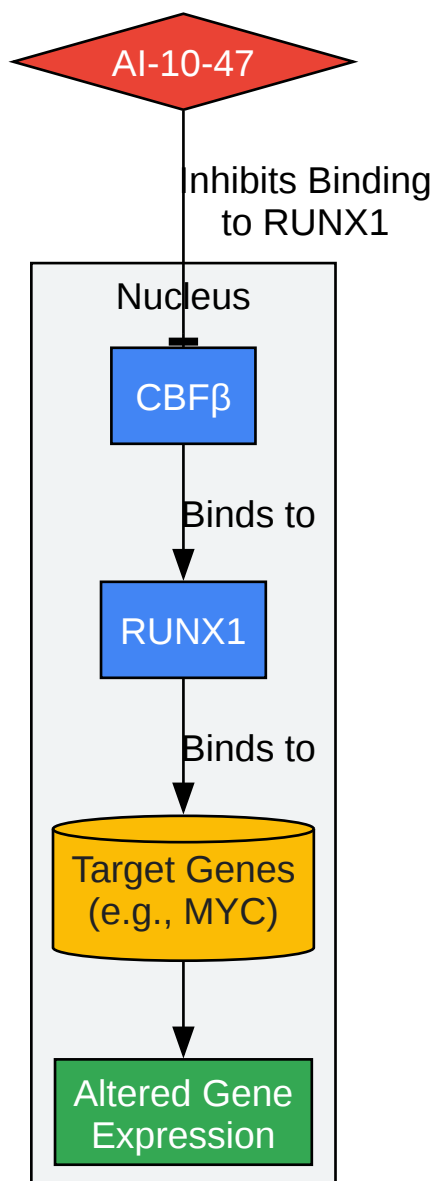 AI-10-47
Inhibits Binding
to RUNX1
Nucleus
CBFβ
Binds to
RUNX1
Binds to
Target Genes
(e.g., MYC)
Altered Gene
Expression